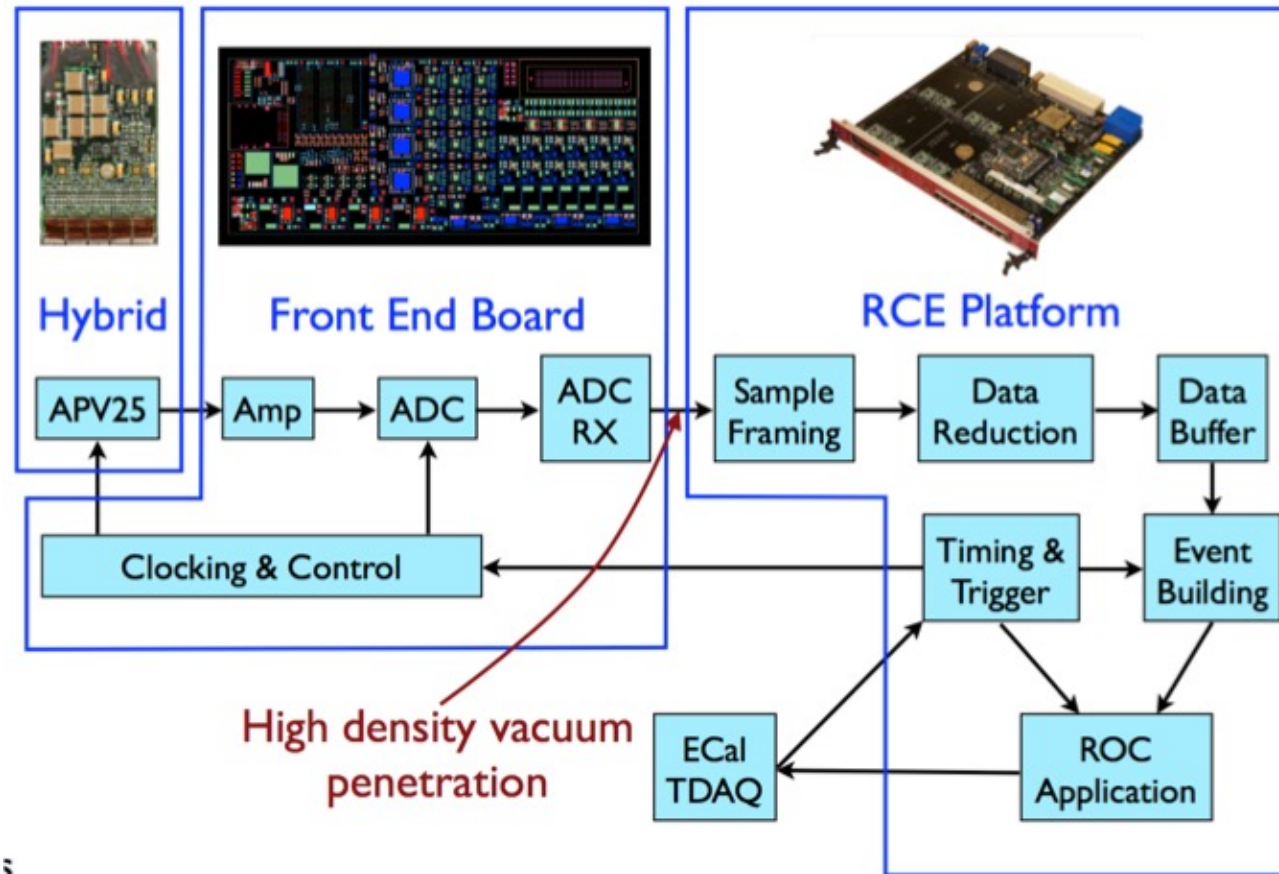 Hybrid
Front End Board
RCE Platform
APV25
Amp
ADC
ADC
RX
Sample
Framing
Data
Reduction
Data
Buffer
Clocking & Control
Timing &
Trigger
Event
Building
High density vacuum
penetration
ECal
TDAQ
ROC
Application
s